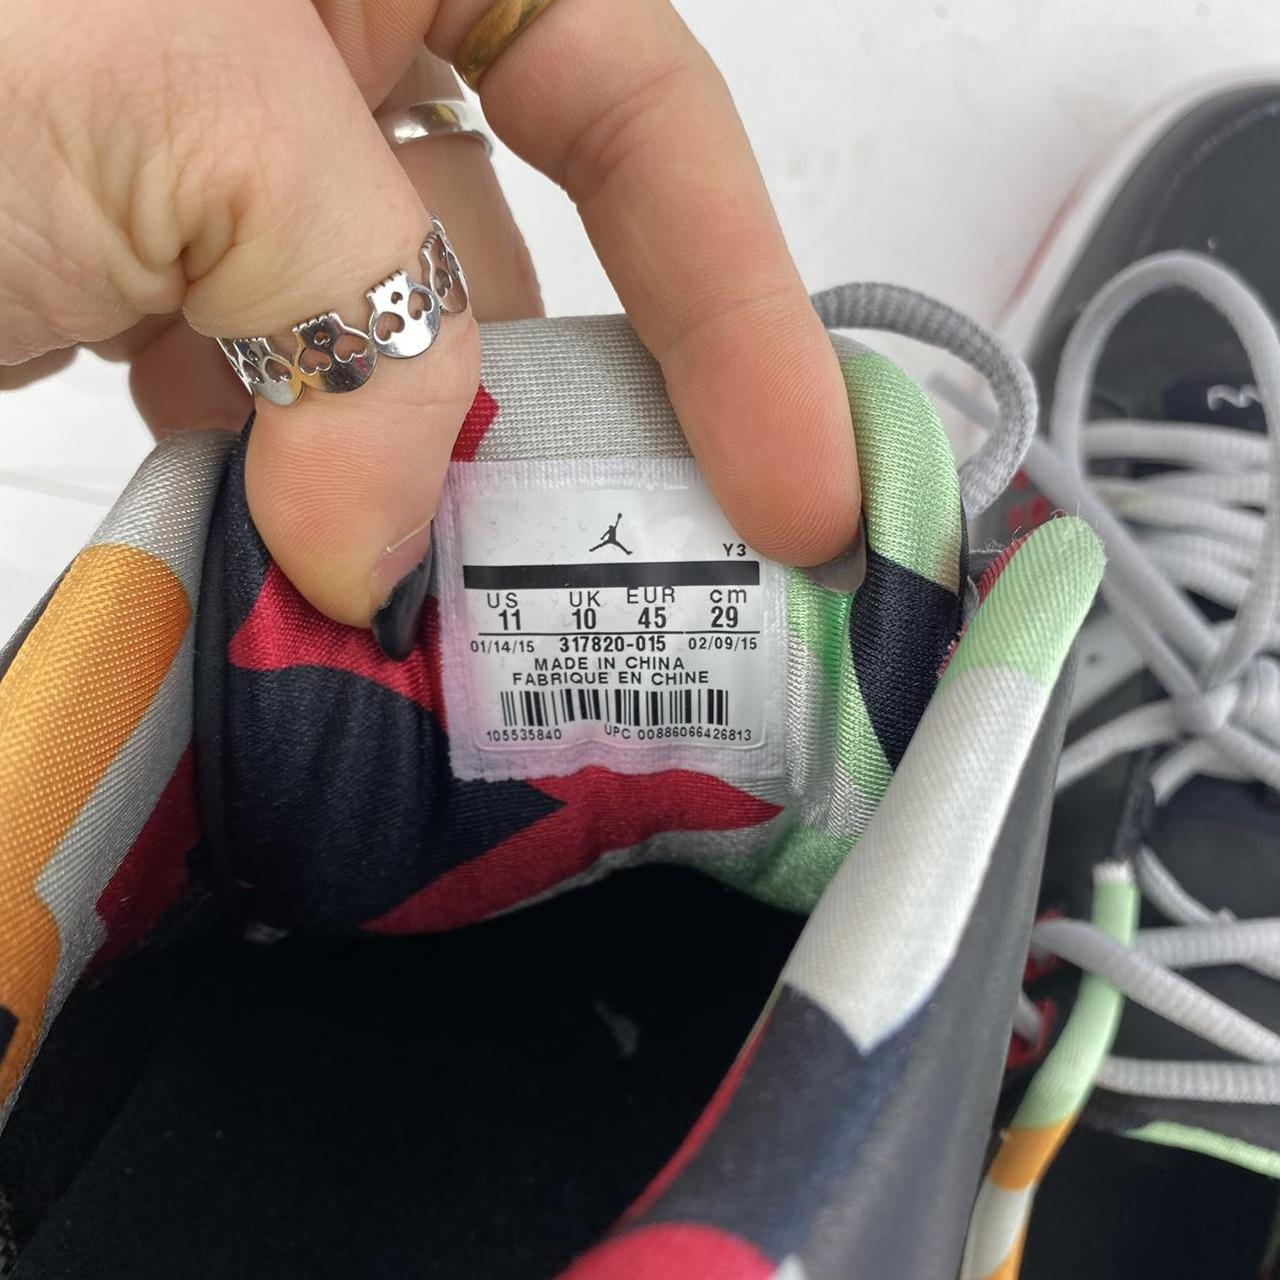 Y3
US UK EUR cm
11 10 45 29
01/14/15 317820-015 02/09/15
MADE IN CHINA
FABRIQUE EN CHINE
105535840 UPC 00886066426813